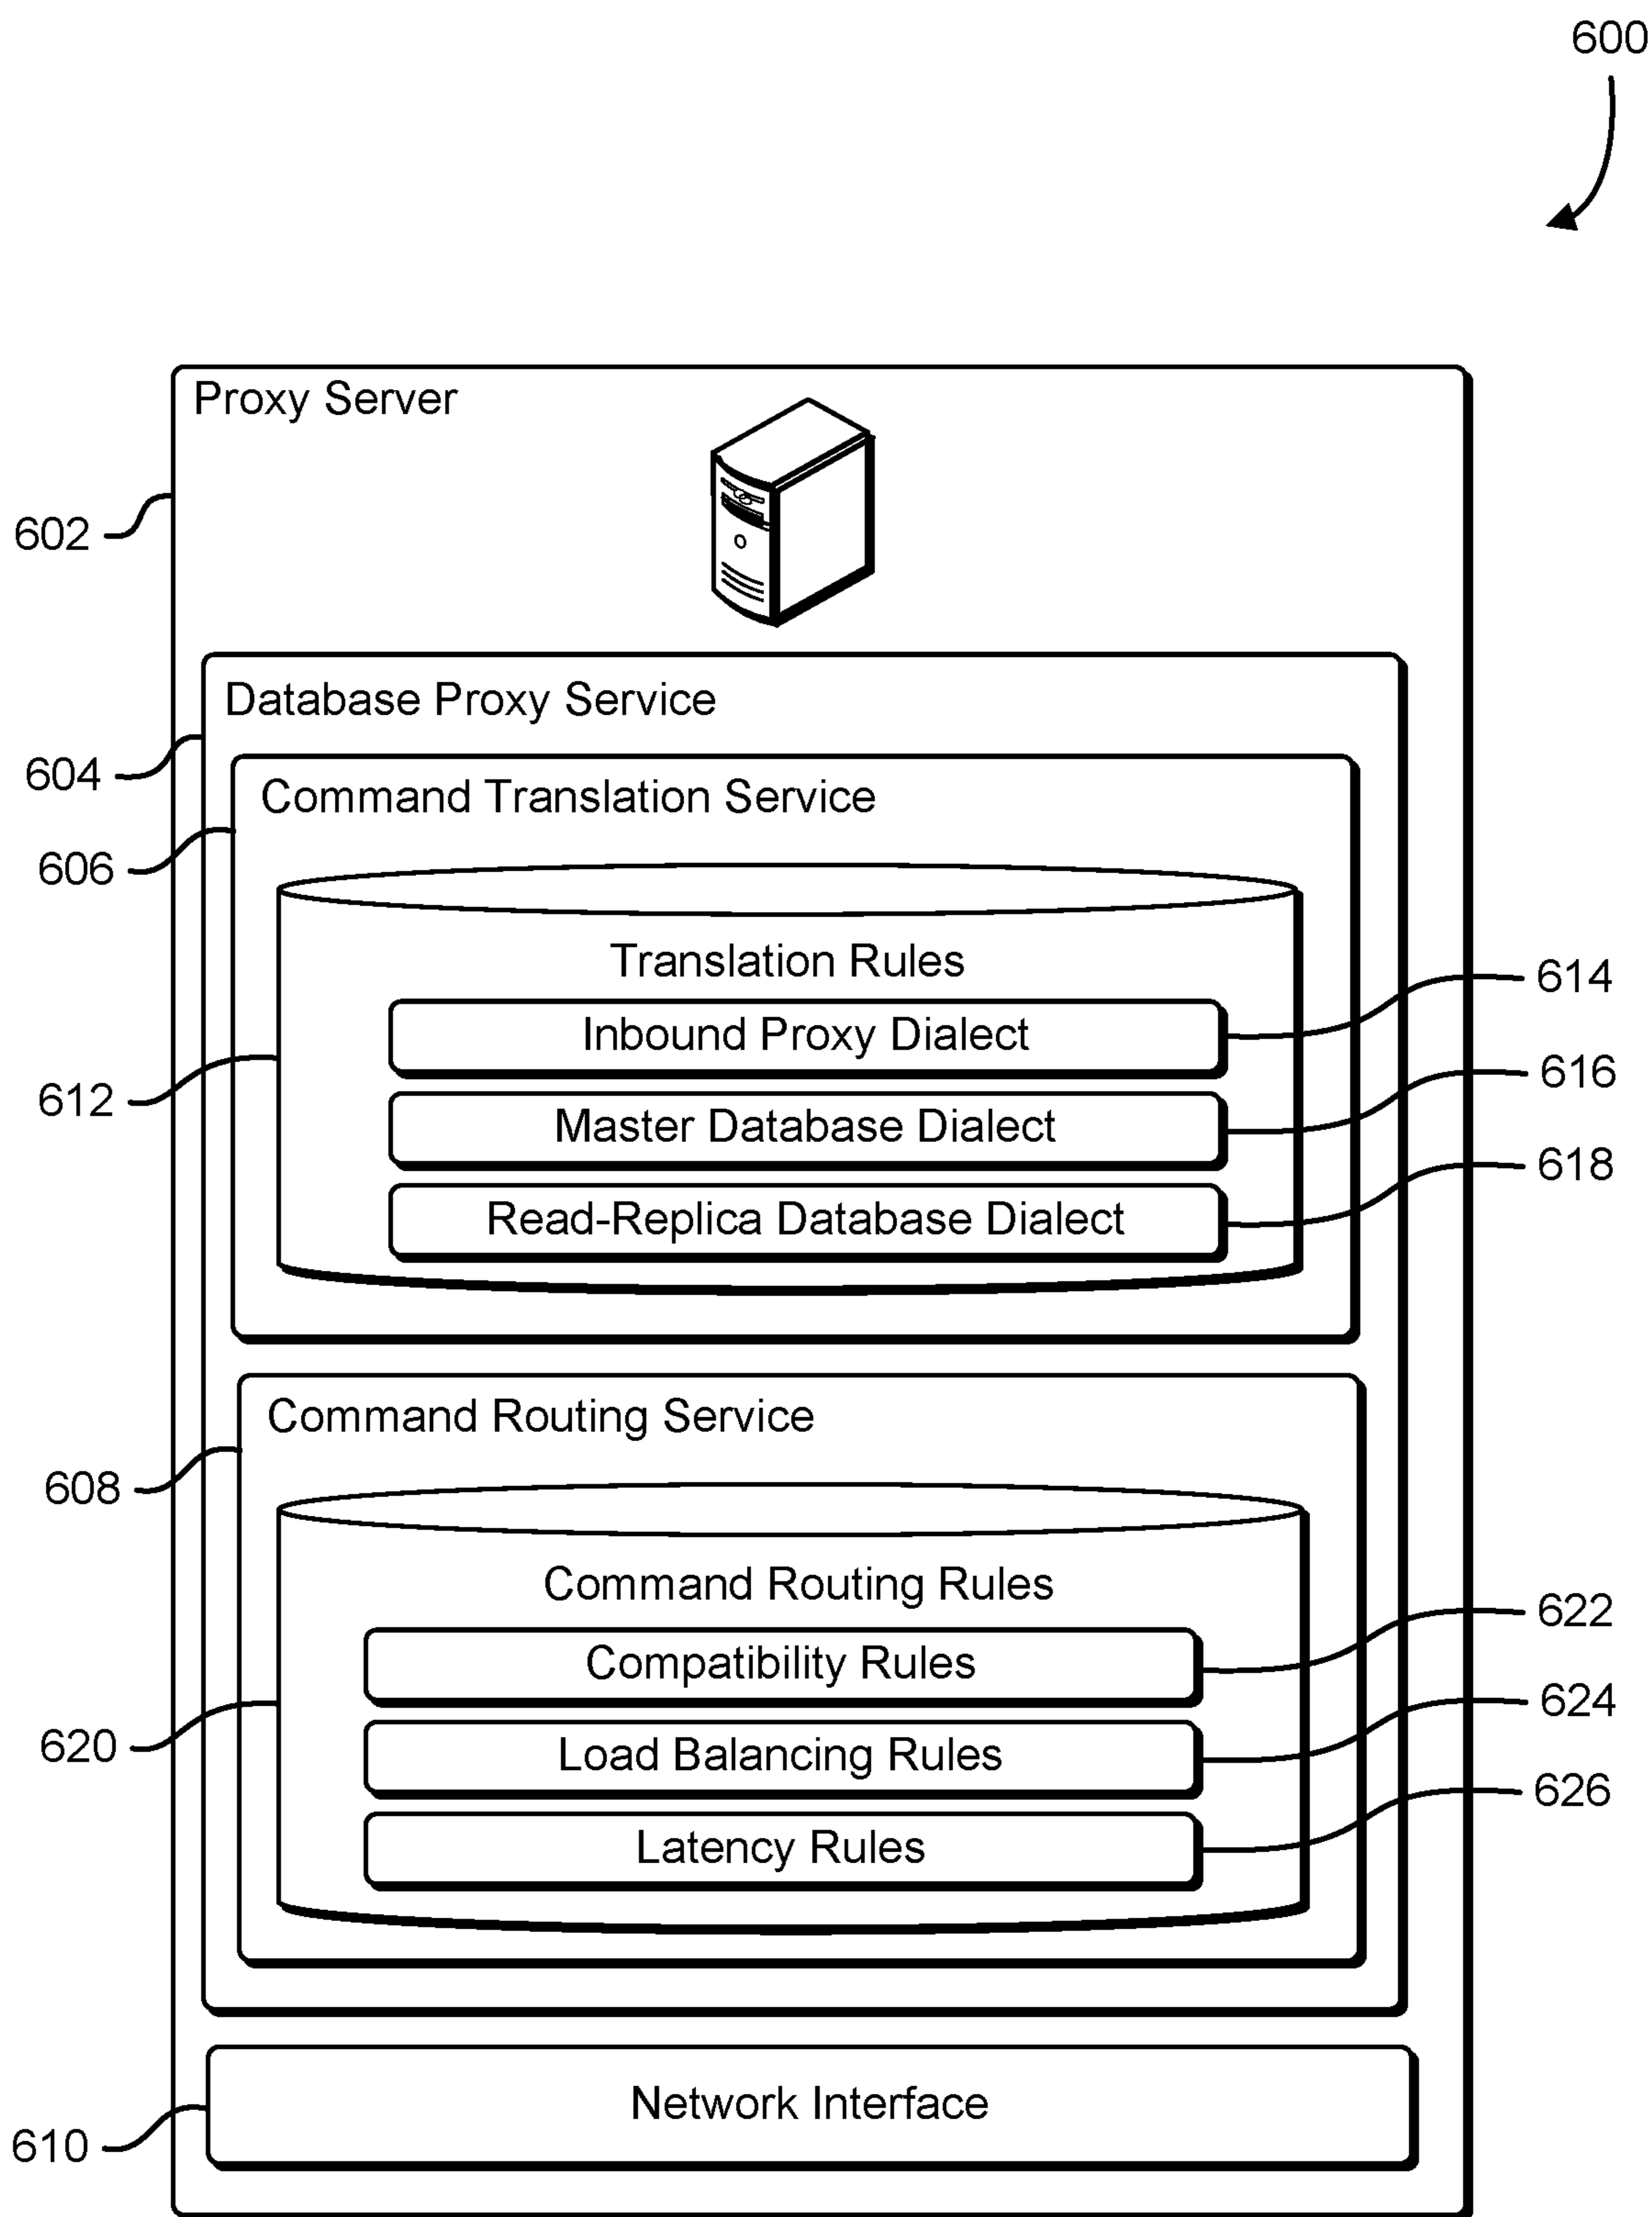 600
Proxy Server
602
Database Proxy Service
604
Command Translation Service
606
Translation Rules
614
Inbound Proxy Dialect
616
612
Master Database Dialect
618
Read-Replica Database Dialect
Command Routing Service
608
Command Routing Rules
622
Compatibility Rules
624
620
Load Balancing Rules
626
Latency Rules
Network Interface
610